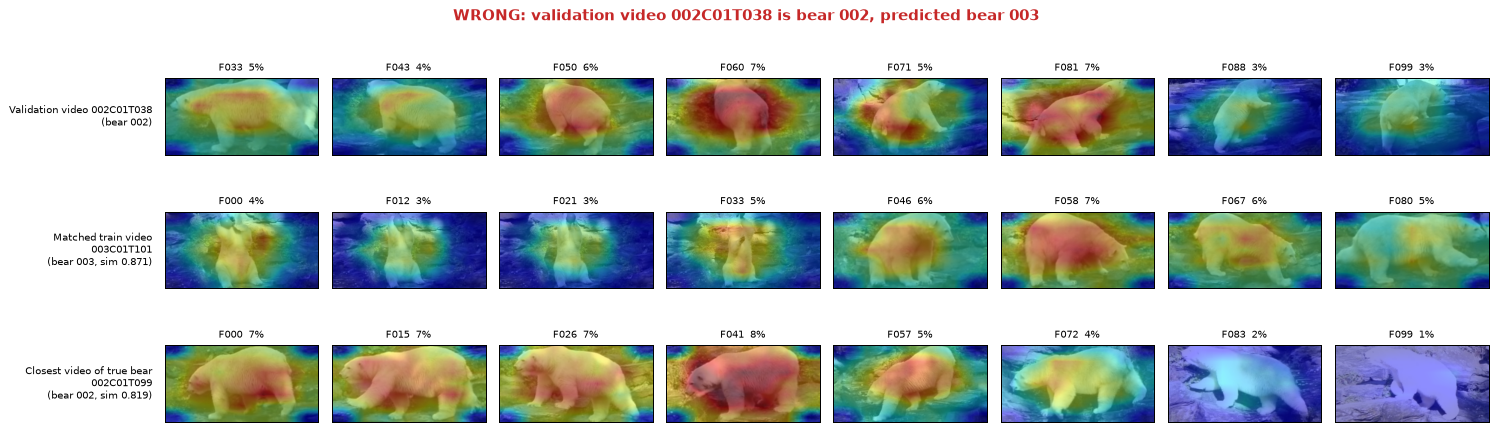 WRONG: validation video 002C01T038 is bear 002, predicted bear 003
F033 5% F043 4% F050 6% F060 7% F071 5% F081 7% F088 3% F099 3%
Validation video 002C01T038
(bear 002)
F000 4% F012 3% F021 3% F033 5% F046 6% F058 7% F067 6% F080 5%
Matched train video
003C01T101
(bear 003, sim 0.871)
F000 7% F015 7% F026 7% F041 8% F057 5% F072 4% F083 2% F099 1%
Closest video of true bear
002C01T099
(bear 002, sim 0.819)